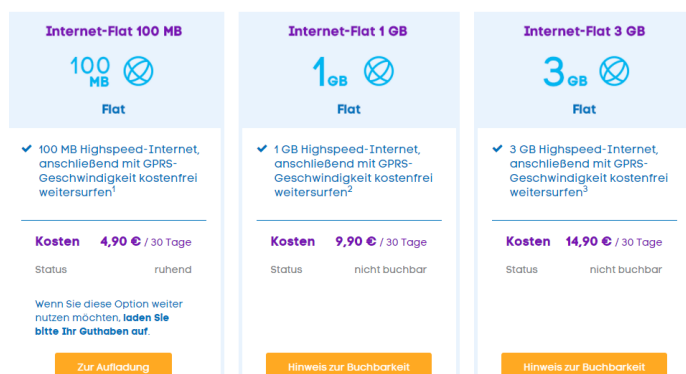 Internet-Flat 100 MB
100
MB
Flat
100 MB Highspeed-Internet,
anschließend mit GPRS-
Geschwindigkeit kostenfrei
weitersurfen1
Kosten 4,90 € / 30 Tage
Status ruhend
Wenn Sie diese Option weiter
nutzen möchten, laden Sie
bitte Ihr Guthaben auf.
Zur Aufladung
Internet-Flat 1 GB
1 GB
Flat
1 GB Highspeed-Internet,
anschließend mit GPRS-
Geschwindigkeit kostenfrei
weitersurfen2
Kosten 9,90 € / 30 Tage
Status nicht buchbar
Hinweis zur Buchbarkeit
Internet-Flat 3 GB
3 GB
Flat
3 GB Highspeed-Internet,
anschließend mit GPRS-
Geschwindigkeit kostenfrei
weitersurfen3
Kosten 14,90 € / 30 Tage
Status nicht buchbar
Hinweis zur Buchbarkeit